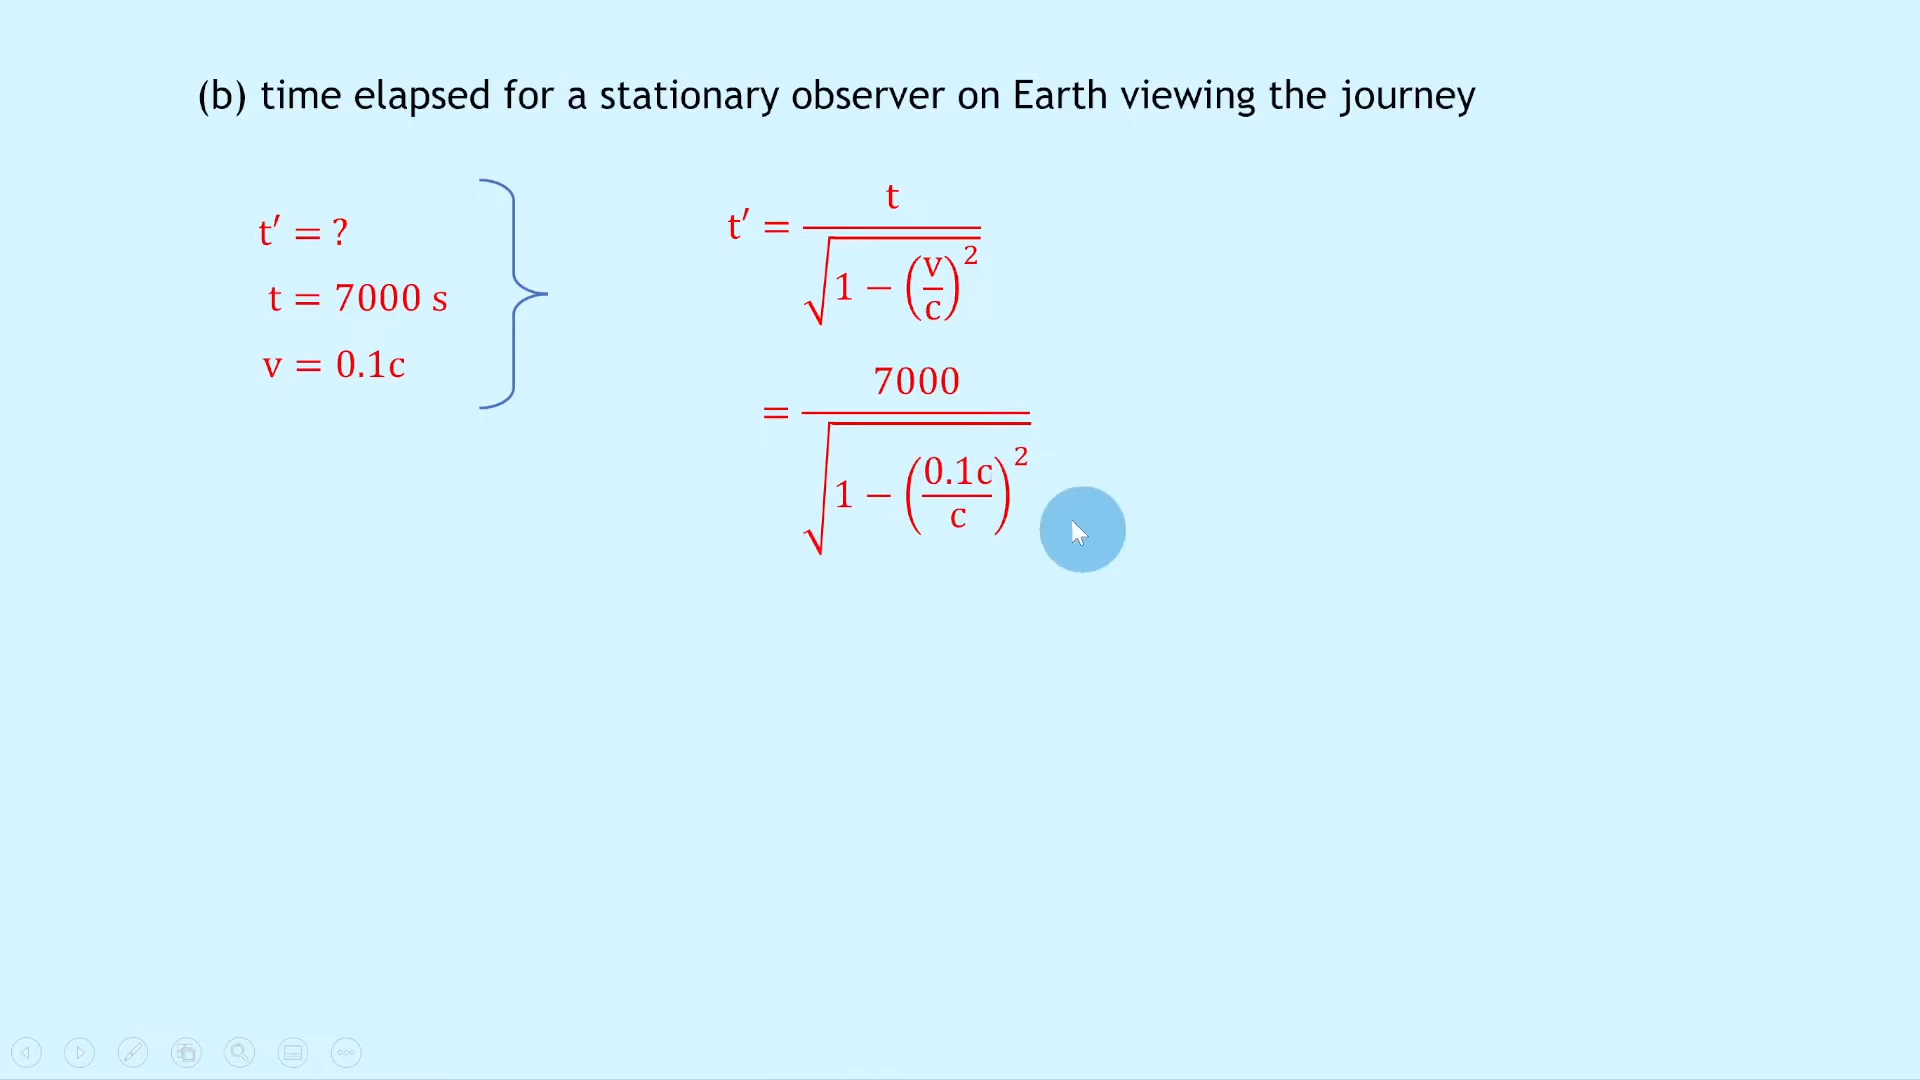 (b) time elapsed for a stationary observer on Earth viewing the journey
t′ = ?
t = 7000 s
v = 0.1c
t′ = t / √(1 − (v/c)²)
= 7000 / √(1 − (0.1c/c)²)